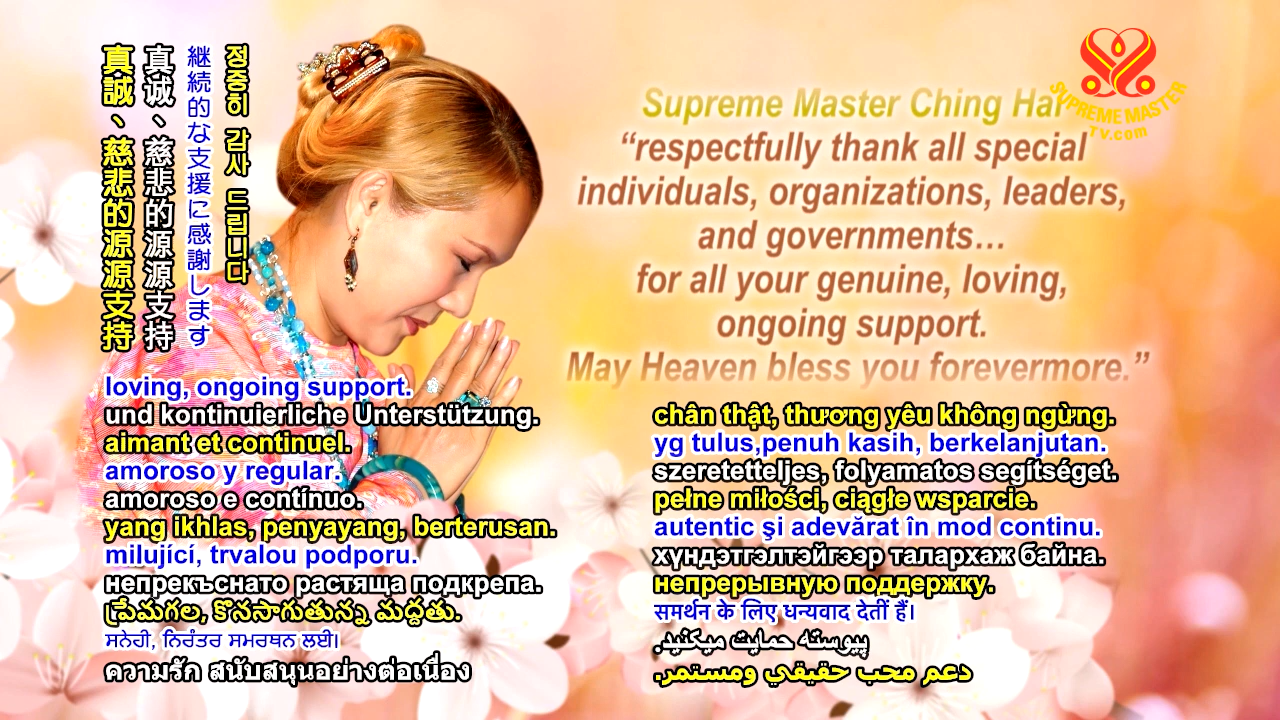 真誠、慈悲的源源支持
真诚、慈悲的源源支持
継続的な支援に感謝します
정중히 감사 드립니다
Supreme Master Ching Hai
“respectfully thank all special
individuals, organizations, leaders,
and governments…
for all your genuine, loving,
ongoing support.
May Heaven bless you forevermore.”
SUPREME MASTER
TV.com
loving, ongoing support.
und kontinuierliche Unterstützung.
aimant et continuel.
amoroso y regular.
amoroso e contínuo.
yang ikhlas, penyayang, berterusan.
milující, trvalou podporu.
непрекъсната растяща подкрепа.
ప్రేమగల, కొనసాగుతున్న మద్దతు.
ਸਨੇਹੀ, ਨਿਰੰਤਰ ਸਮਰਥਨ ਲਈ।
ความรัก สนับสนุนอย่างต่อเนื่อง
chân thật, thương yêu không ngừng.
yg tulus,penuh kasih, berkelanjutan.
szeretetteljes, folyamatos segítséget.
pełne miłości, ciągłe wsparcie.
autentic şi adevărat în mod continu.
хүндэтгэлтэйгээр талархаж байна.
непрерывную поддержку.
समर्थन के लिए धन्यवाद देतीं हैं।
پیوسته حمایت میکنید.
دعم محب حقيقي ومستمر.